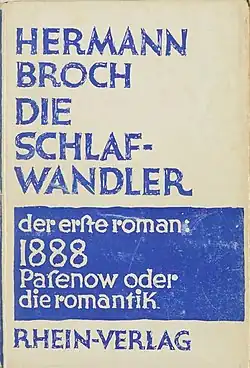 HERMANN
BROCH
DIE
SCHLAF-
WANDLER
der erſte roman:
1888
Paſenow oder
die romantik
RHEIN-VERLAG